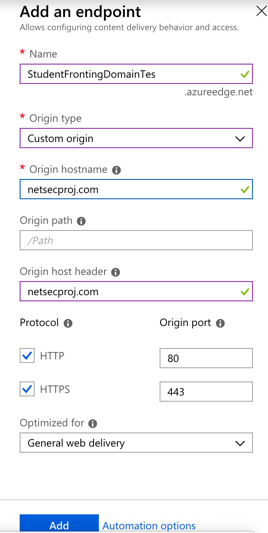 Add an endpoint
Allows configuring content delivery behavior and access.
* Name
StudentFrontingDomainTes
.azureedge.net
* Origin type
Custom origin
* Origin hostname
netsecproj.com
Origin path
/Path
Origin host header
netsecproj.com
Protocol Origin port
HTTP 80
HTTPS 443
Optimized for
General web delivery
Add Automation options